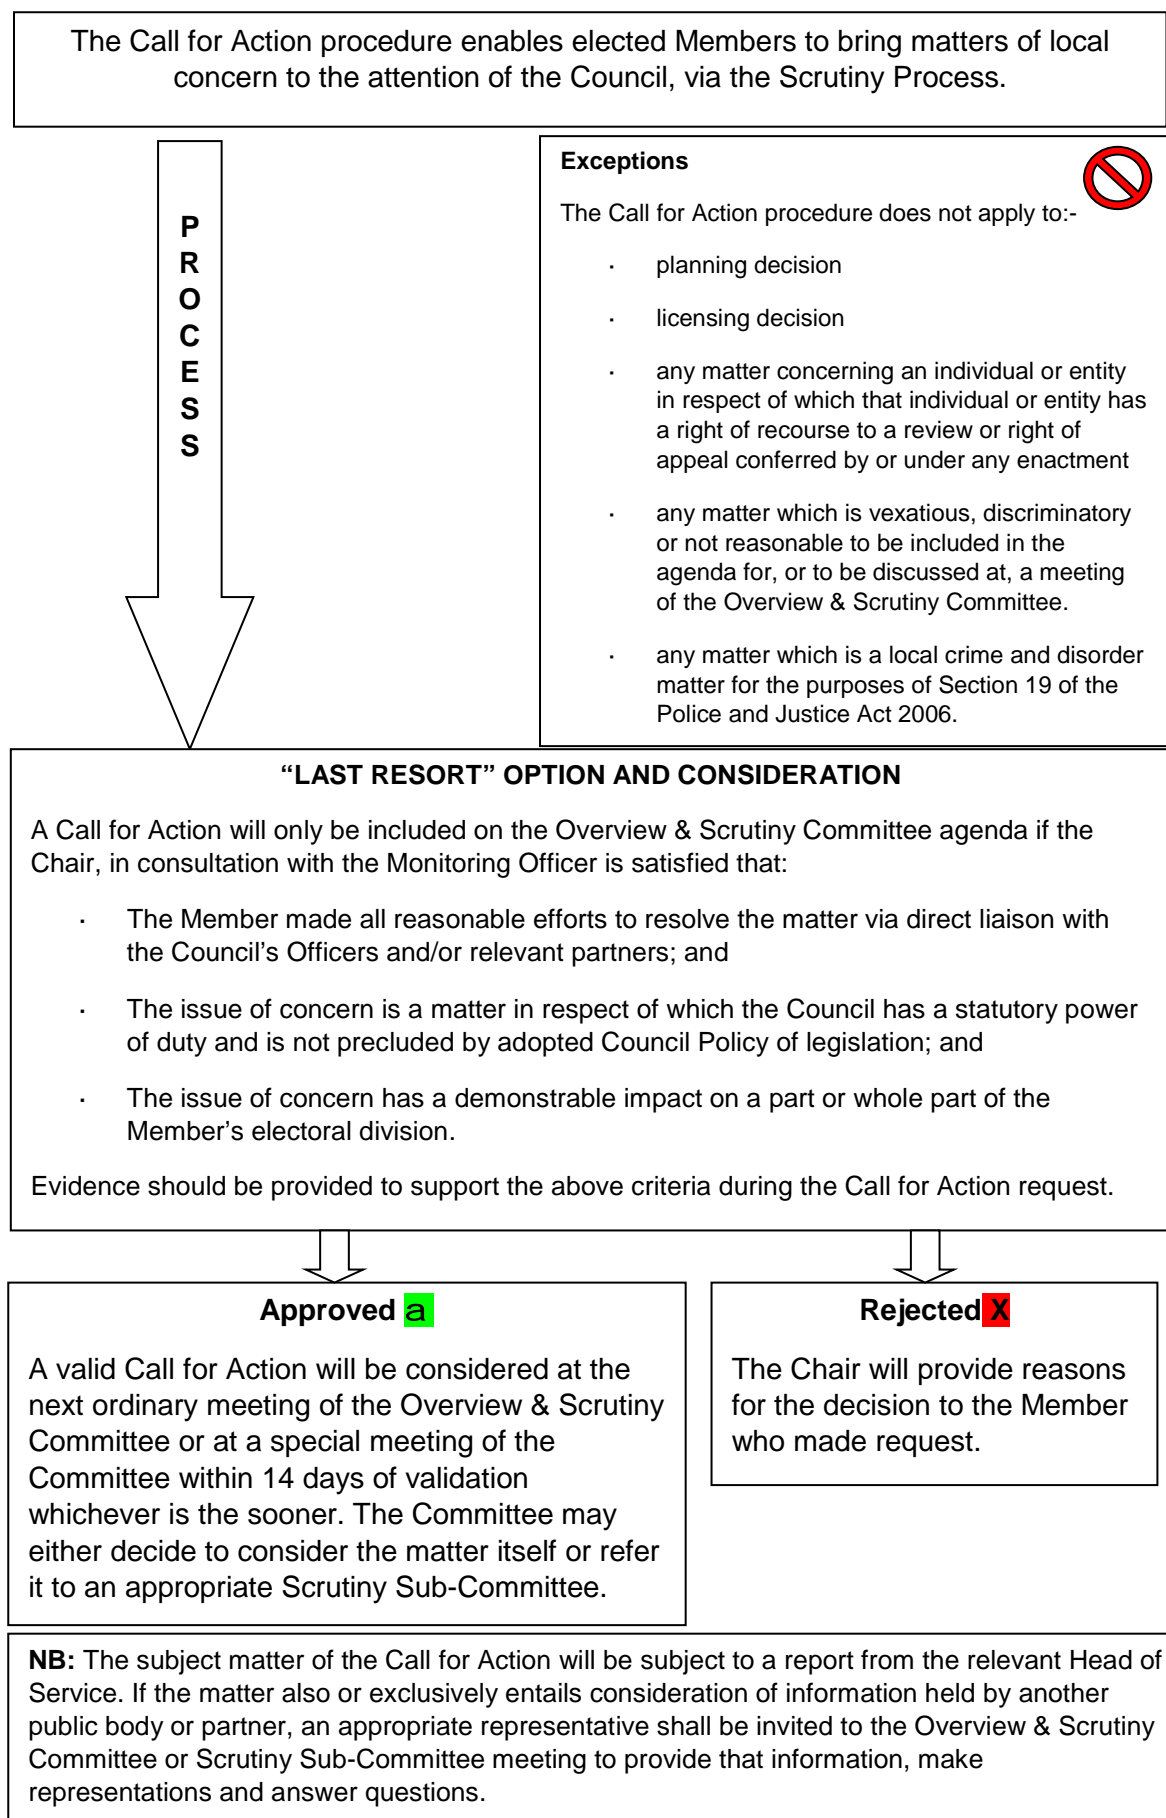 The Call for Action procedure enables elected Members to bring matters of local
concern to the attention of the Council, via the Scrutiny Process.
P
R
O
C
E
S
S
Exceptions
The Call for Action procedure does not apply to:-
· planning decision
· licensing decision
· any matter concerning an individual or entity
in respect of which that individual or entity has
a right of recourse to a review or right of
appeal conferred by or under any enactment
· any matter which is vexatious, discriminatory
or not reasonable to be included in the
agenda for, or to be discussed at, a meeting
of the Overview & Scrutiny Committee.
· any matter which is a local crime and disorder
matter for the purposes of Section 19 of the
Police and Justice Act 2006.
“LAST RESORT” OPTION AND CONSIDERATION
A Call for Action will only be included on the Overview & Scrutiny Committee agenda if the
Chair, in consultation with the Monitoring Officer is satisfied that:
· The Member made all reasonable efforts to resolve the matter via direct liaison with
the Council’s Officers and/or relevant partners; and
· The issue of concern is a matter in respect of which the Council has a statutory power
of duty and is not precluded by adopted Council Policy of legislation; and
· The issue of concern has a demonstrable impact on a part or whole part of the
Member’s electoral division.
Evidence should be provided to support the above criteria during the Call for Action request.
Approved a
A valid Call for Action will be considered at the
next ordinary meeting of the Overview & Scrutiny
Committee or at a special meeting of the
Committee within 14 days of validation
whichever is the sooner. The Committee may
either decide to consider the matter itself or refer
it to an appropriate Scrutiny Sub-Committee.
Rejected X
The Chair will provide reasons
for the decision to the Member
who made request.
NB: The subject matter of the Call for Action will be subject to a report from the relevant Head of
Service. If the matter also or exclusively entails consideration of information held by another
public body or partner, an appropriate representative shall be invited to the Overview & Scrutiny
Committee or Scrutiny Sub-Committee meeting to provide that information, make
representations and answer questions.